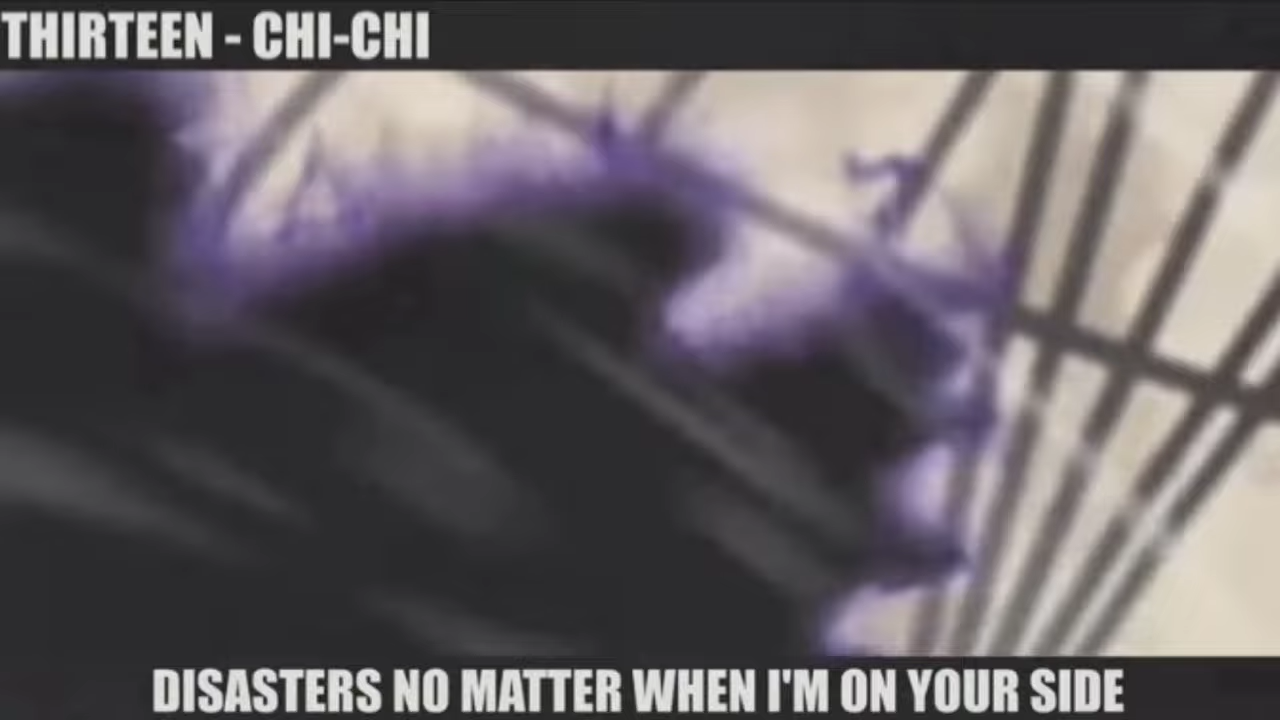 THIRTEEN - CHI-CHI
DISASTERS NO MATTER WHEN I'M ON YOUR SIDE